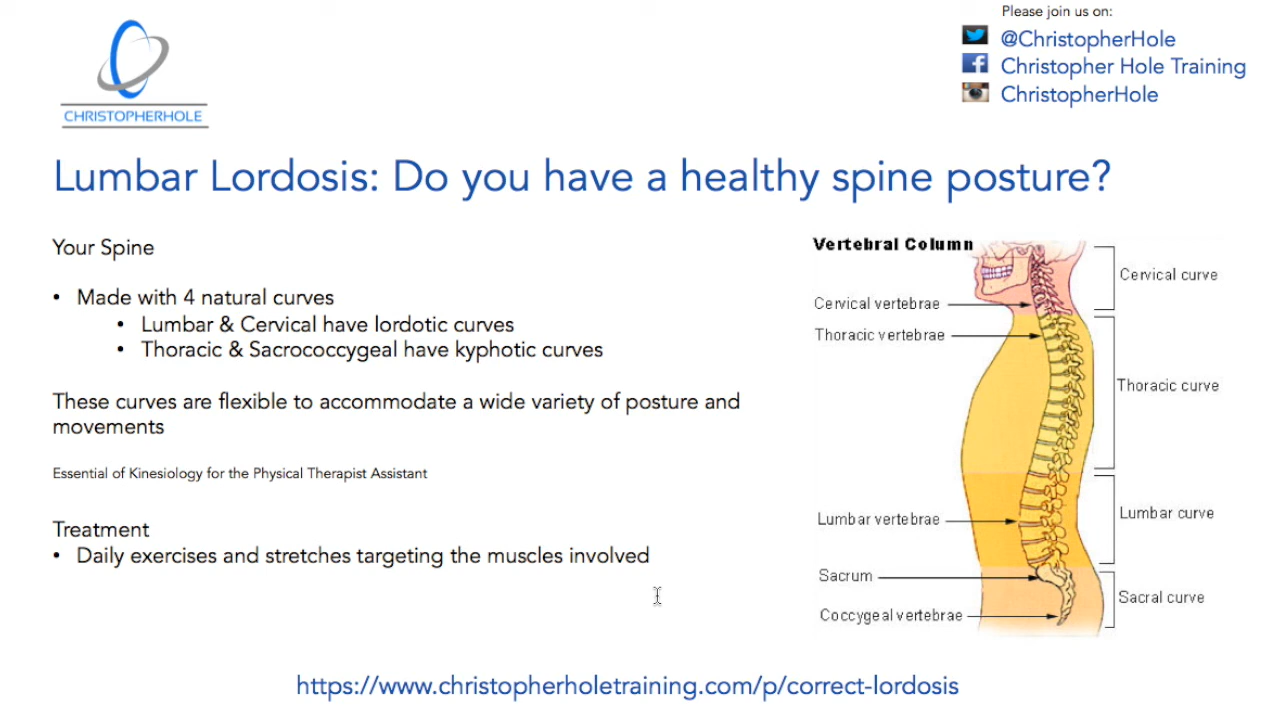 Please join us on:
@ChristopherHole
Christopher Hole Training
ChristopherHole
CHRISTOPHERHOLE
Lumbar Lordosis: Do you have a healthy spine posture?
Your Spine
• Made with 4 natural curves
• Lumbar & Cervical have lordotic curves
• Thoracic & Sacrococcygeal have kyphotic curves
These curves are flexible to accommodate a wide variety of posture and
movements
Essential of Kinesiology for the Physical Therapist Assistant
Treatment
• Daily exercises and stretches targeting the muscles involved
Vertebral Column
Cervical curve
Cervical vertebrae
Thoracic vertebrae
Thoracic curve
Lumbar vertebrae
Lumbar curve
Sacrum
Sacral curve
Coccygeal vertebrae
https://www.christopherholetraining.com/p/correct-lordosis